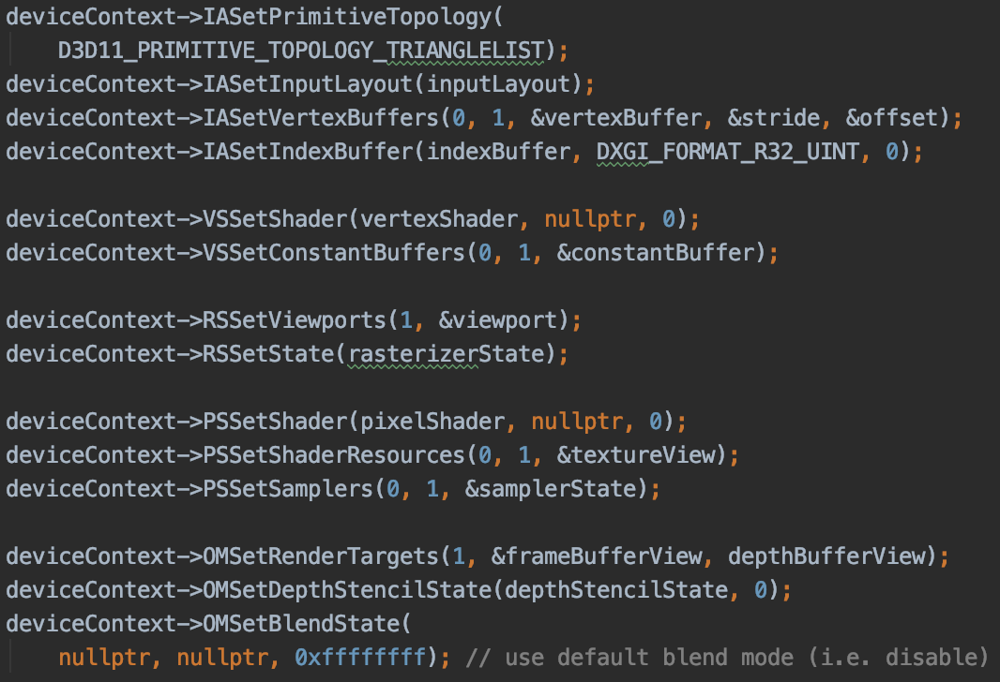 deviceContext->IASetPrimitiveTopology(
    D3D11_PRIMITIVE_TOPOLOGY_TRIANGLELIST);
deviceContext->IASetInputLayout(inputLayout);
deviceContext->IASetVertexBuffers(0, 1, &vertexBuffer, &stride, &offset);
deviceContext->IASetIndexBuffer(indexBuffer, DXGI_FORMAT_R32_UINT, 0);

deviceContext->VSSetShader(vertexShader, nullptr, 0);
deviceContext->VSSetConstantBuffers(0, 1, &constantBuffer);

deviceContext->RSSetViewports(1, &viewport);
deviceContext->RSSetState(rasterizerState);

deviceContext->PSSetShader(pixelShader, nullptr, 0);
deviceContext->PSSetShaderResources(0, 1, &textureView);
deviceContext->PSSetSamplers(0, 1, &samplerState);

deviceContext->OMSetRenderTargets(1, &frameBufferView, depthBufferView);
deviceContext->OMSetDepthStencilState(depthStencilState, 0);
deviceContext->OMSetBlendState(
    nullptr, nullptr, 0xffffffff); // use default blend mode (i.e. disable)